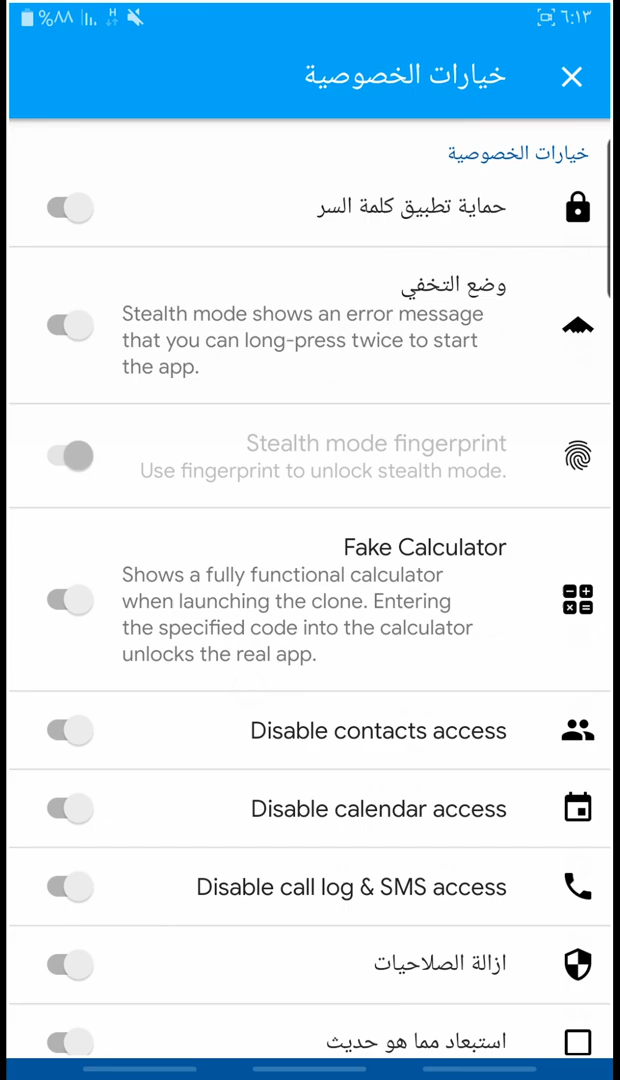 %٨٨ H ٦:١٣
خيارات الخصوصية
خيارات الخصوصية
حماية تطبيق كلمة السر
وضع التخفي
Stealth mode shows an error message
that you can long-press twice to start
the app.
Stealth mode fingerprint
Use fingerprint to unlock stealth mode.
Fake Calculator
Shows a fully functional calculator
when launching the clone. Entering
the specified code into the calculator
unlocks the real app.
Disable contacts access
Disable calendar access
Disable call log & SMS access
ازالة الصلاحيات
استبعاد مما هو حديث